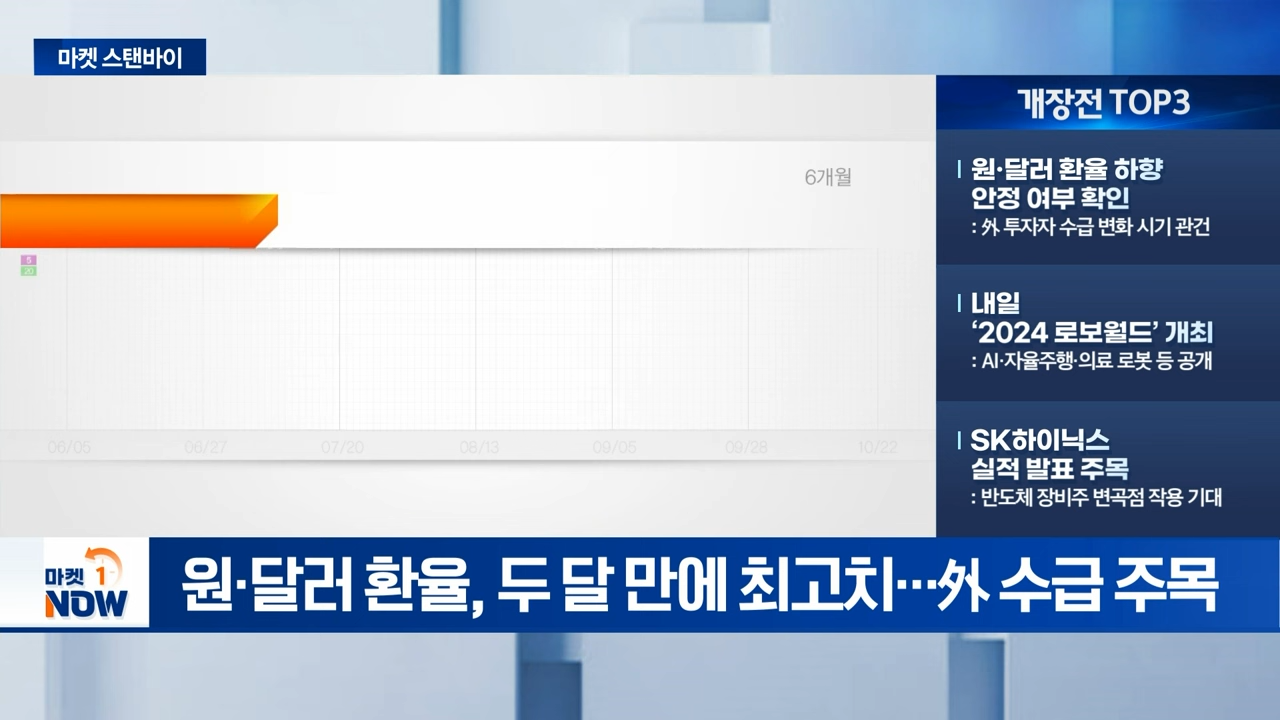 마켓 스탠바이
6개월
5
20
06/05 06/27 07/20 08/13 09/05 09/28 10/22
개장전 TOP3
원·달러 환율 하향
안정 여부 확인
: 外 투자자 수급 변화 시기 관건
내일
‘2024 로보월드’ 개최
: AI·자율주행·의료 로봇 등 공개
SK하이닉스
실적 발표 주목
: 반도체 장비주 변곡점 작용 기대
마켓 1
NOW
원·달러 환율, 두 달 만에 최고치…外 수급 주목